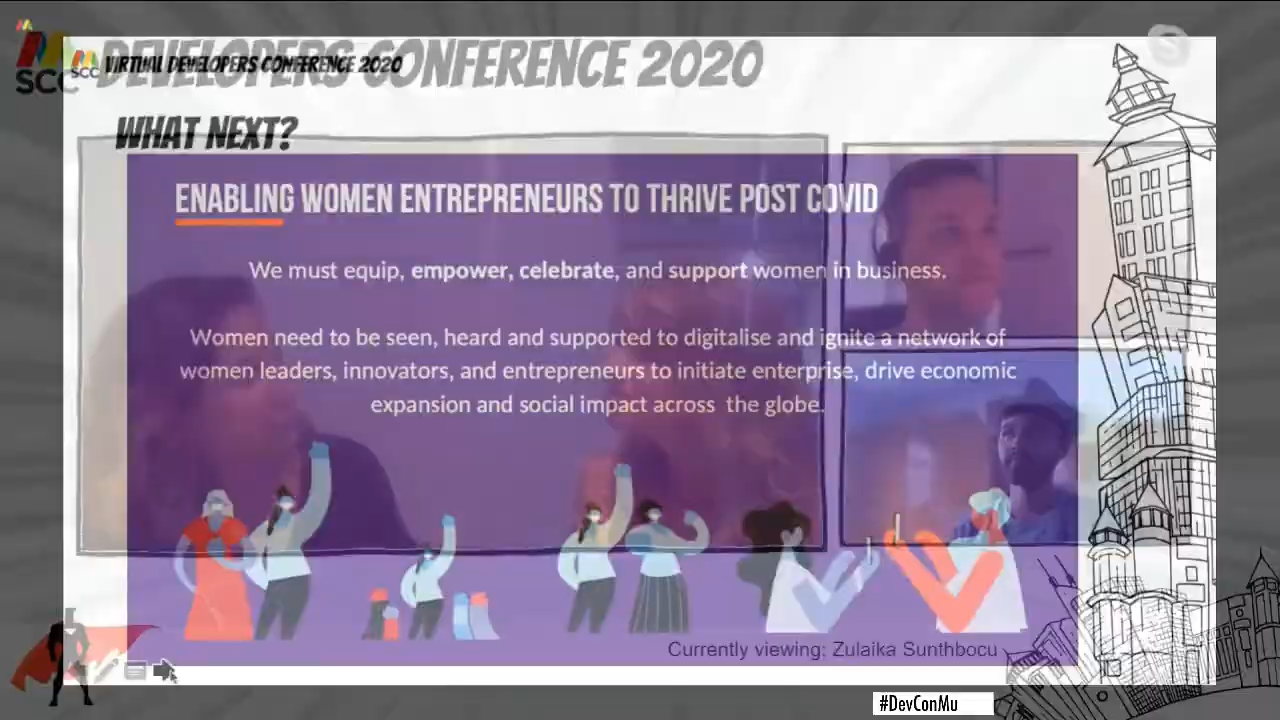 DEVELOPERS CONFERENCE 2020
SCC
SCC
VIRTUAL DEVELOPERS CONFERENCE 2020
WHAT NEXT?
ENABLING WOMEN ENTREPRENEURS TO THRIVE POST COVID
We must equip, empower, celebrate, and support women in business.
Women need to be seen, heard and supported to digitalise and ignite a network of
women leaders, innovators, and entrepreneurs to initiate enterprise, drive economic
expansion and social impact across the globe.
Currently viewing: Zulaika Sunthbocu
#DevConMu